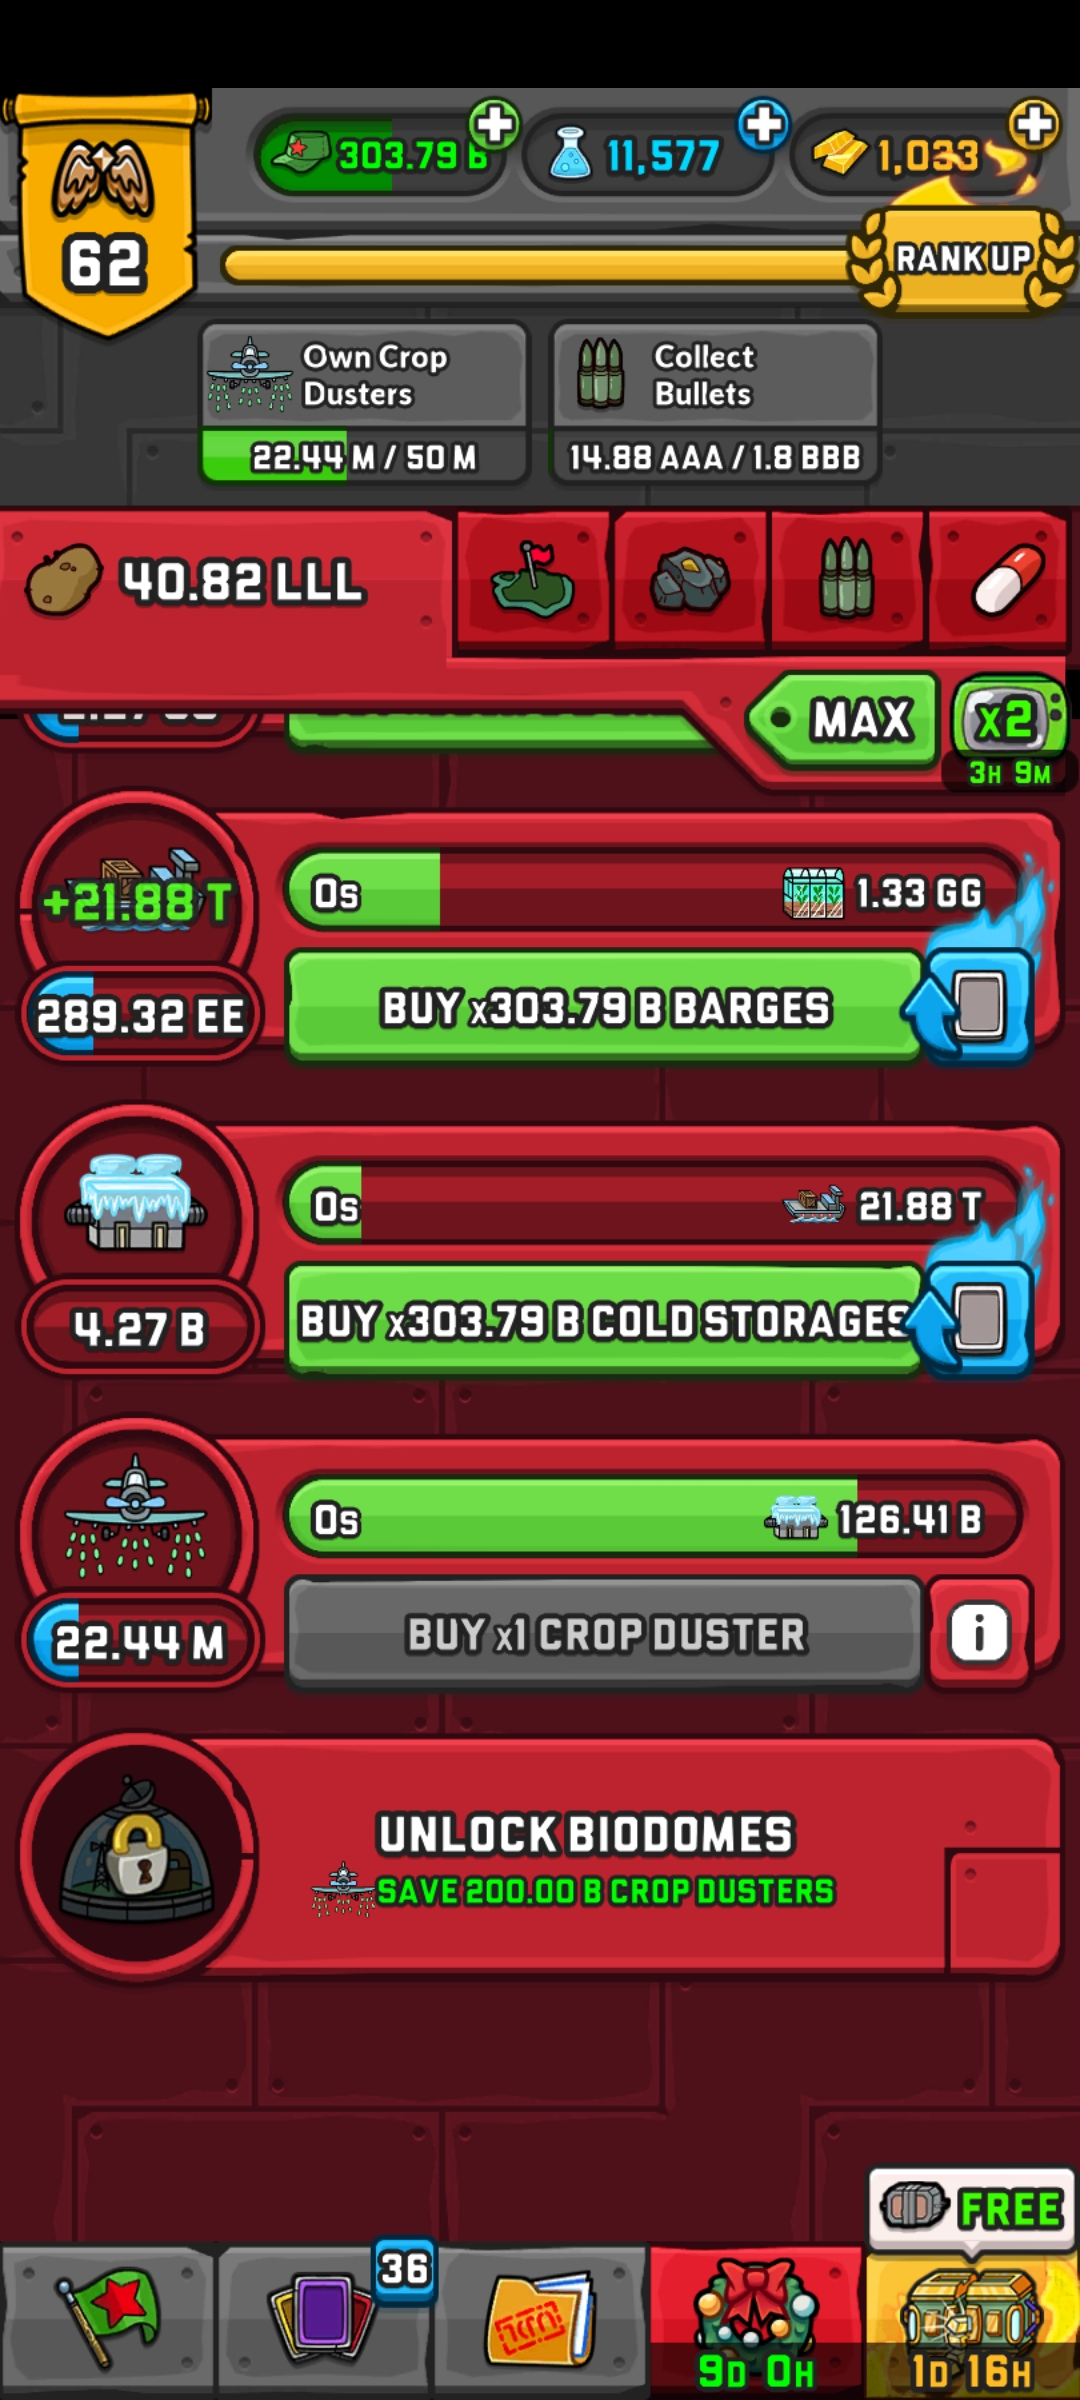 303.79 B
11,577
1,033
62
RANK UP
Own Crop
Dusters
22.44 M / 50 M
Collect
Bullets
14.88 AAA / 1.8 BBB
40.82 LLL
MAX
x2
3H 9M
+21.88 T
0s
1.33 GG
289.32 EE
BUY x303.79 B BARGES
0s
21.88 T
4.27 B
BUY x303.79 B COLD STORAGES
0s
126.41 B
22.44 M
BUY x1 CROP DUSTER
i
UNLOCK BIODOMES
SAVE 200.00 B CROP DUSTERS
FREE
36
9D 0H
1D 16H